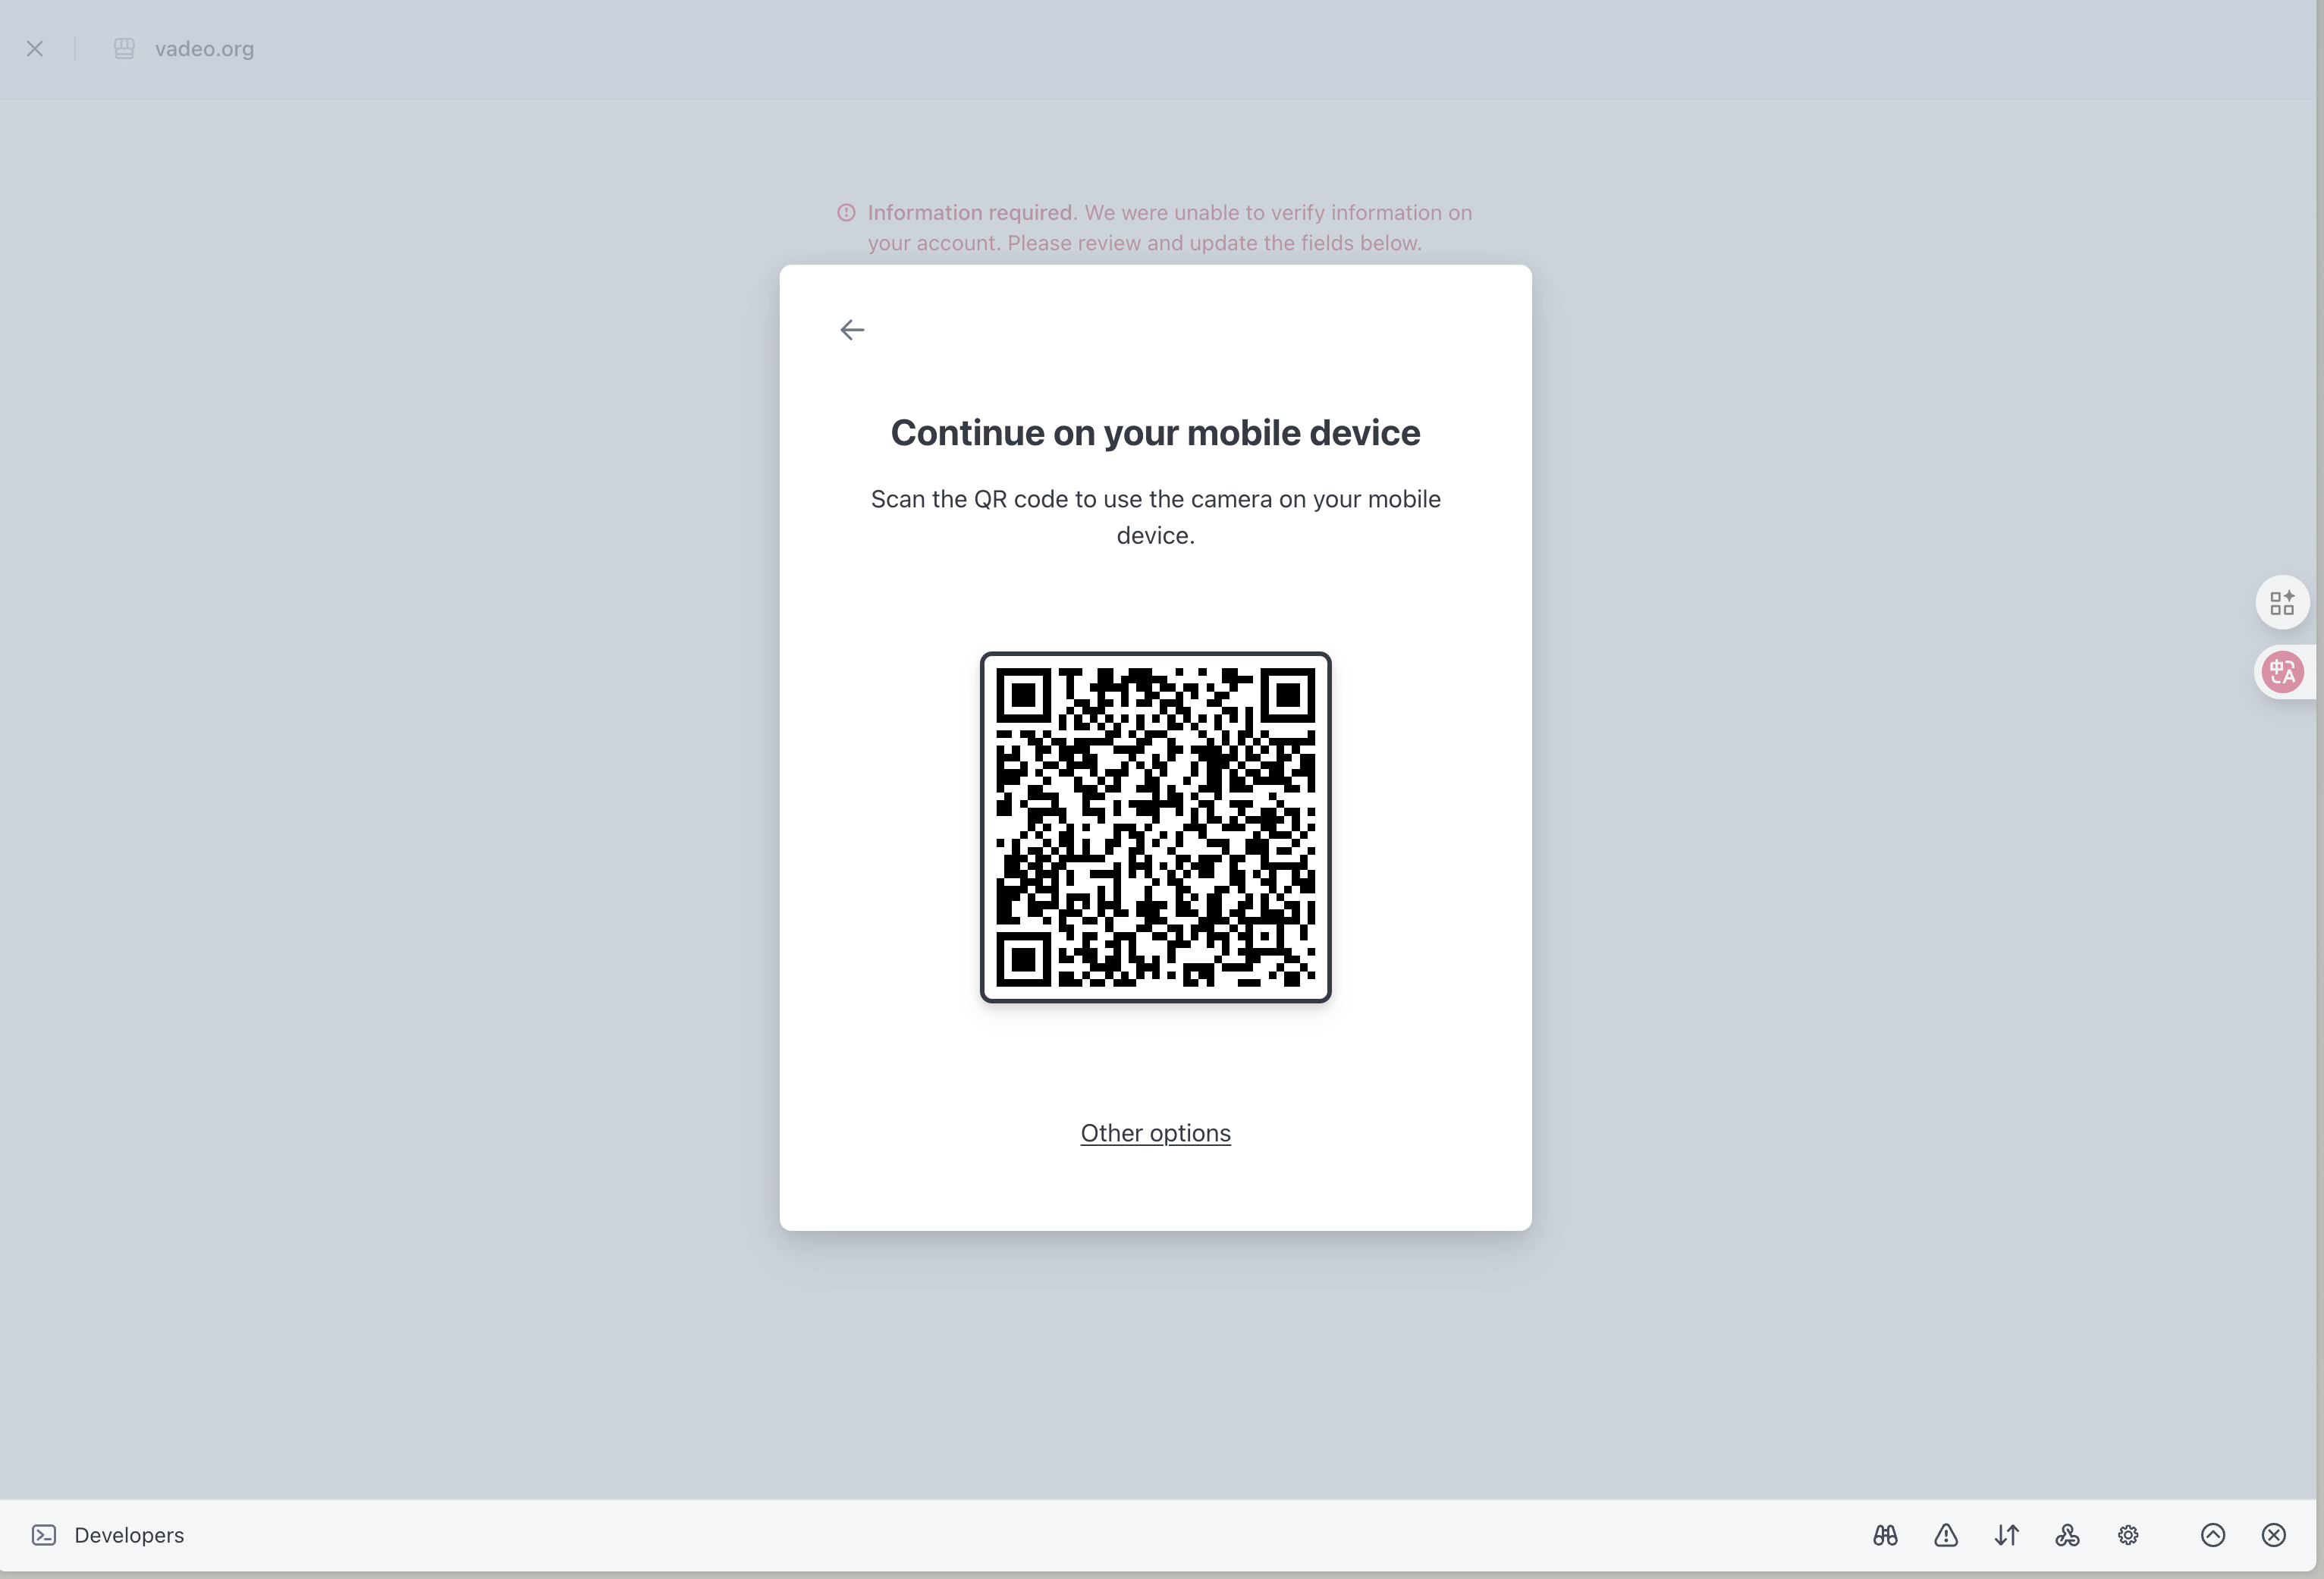 vadeo.org
Information required. We were unable to verify information on
your account. Please review and update the fields below.
Continue on your mobile device
Scan the QR code to use the camera on your mobile
device.
中A
Other options
Developers